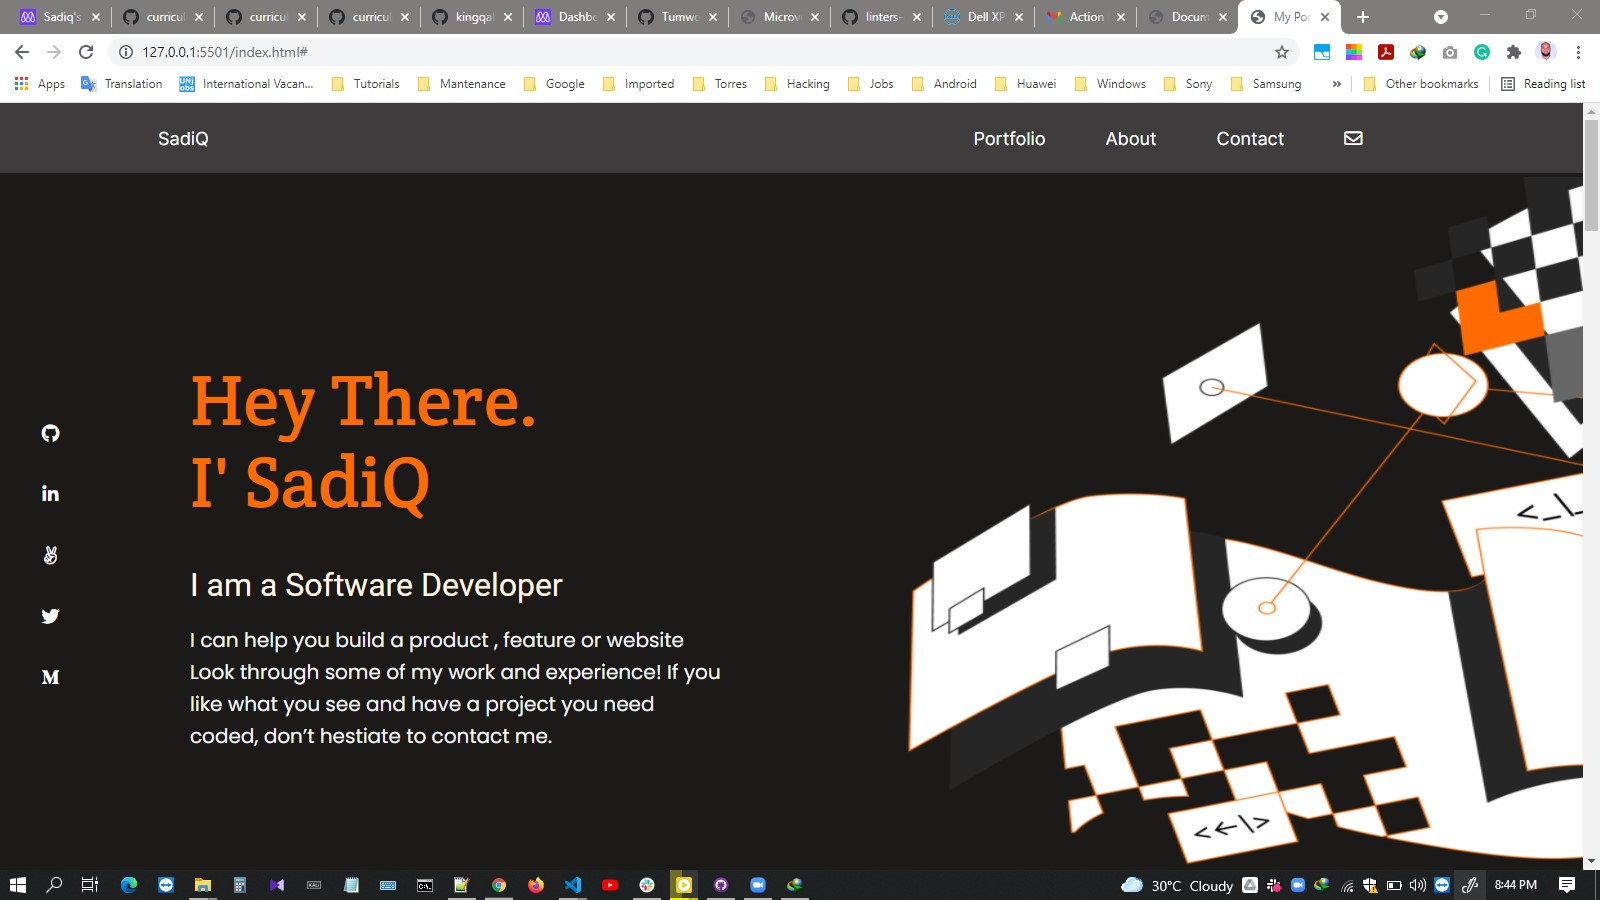 Sadiq's
curricul
curricul
curricul
kingqal
Dashbo
Tumwe
Microv
linters-
Dell XP
Action
Docum
My Por
127.0.0.1:5501/index.html#
Apps
Translation
International Vacan...
Tutorials
Mantenance
Google
Imported
Torres
Hacking
Jobs
Android
Huawei
Windows
Sony
Samsung
»
Other bookmarks
Reading list
SadiQ
Portfolio
About
Contact
Hey There.
I' SadiQ
I am a Software Developer
I can help you build a product , feature or website
Look through some of my work and experience! If you
like what you see and have a project you need
coded, don’t hestiate to contact me.
<_\_
<←\>
30°C Cloudy
8:44 PM